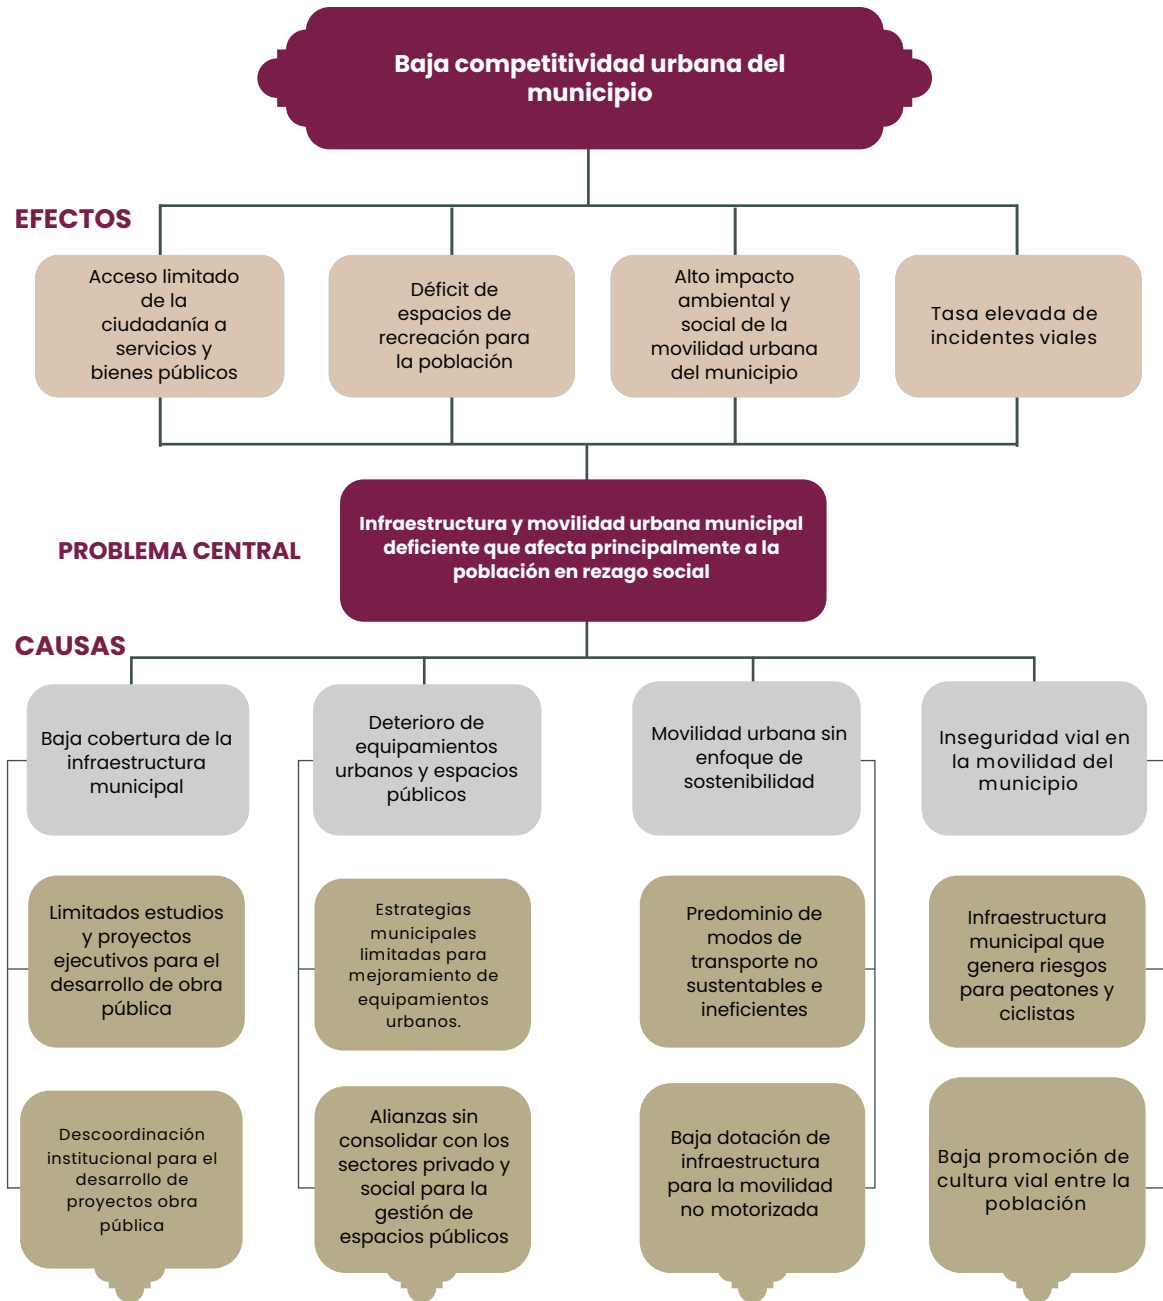 Baja competitividad urbana del
municipio
EFECTOS
Acceso limitado
de la
ciudadanía a
servicios y
bienes públicos
Déficit de
espacios de
recreación para
la población
Alto impacto
ambiental y
social de la
movilidad urbana
del municipio
Tasa elevada de
incidentes viales
PROBLEMA CENTRAL
Infraestructura y movilidad urbana municipal
deficiente que afecta principalmente a la
población en rezago social
CAUSAS
Baja cobertura de la
infraestructura
municipal
Deterioro de
equipamientos
urbanos y espacios
públicos
Movilidad urbana sin
enfoque de
sostenibilidad
Inseguridad vial en
la movilidad del
municipio
Limitados estudios
y proyectos
ejecutivos para el
desarrollo de obra
pública
Estrategias
municipales
limitadas para
mejoramiento de
equipamientos
urbanos.
Predominio de
modos de
transporte no
sustentables e
ineficientes
Infraestructura
municipal que
genera riesgos
para peatones y
ciclistas
Descoordinación
institucional para el
desarrollo de
proyectos obra
pública
Alianzas sin
consolidar con los
sectores privado y
social para la
gestión de
espacios públicos
Baja dotación de
infraestructura
para la movilidad
no motorizada
Baja promoción de
cultura vial entre la
población